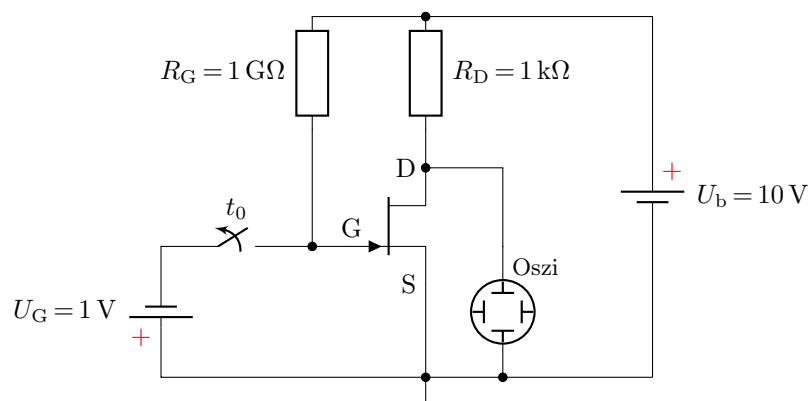 R_G = 1 GΩ
R_D = 1 kΩ
D
+
U_b = 10 V
t_0
G
S
Oszi
U_G = 1 V
+